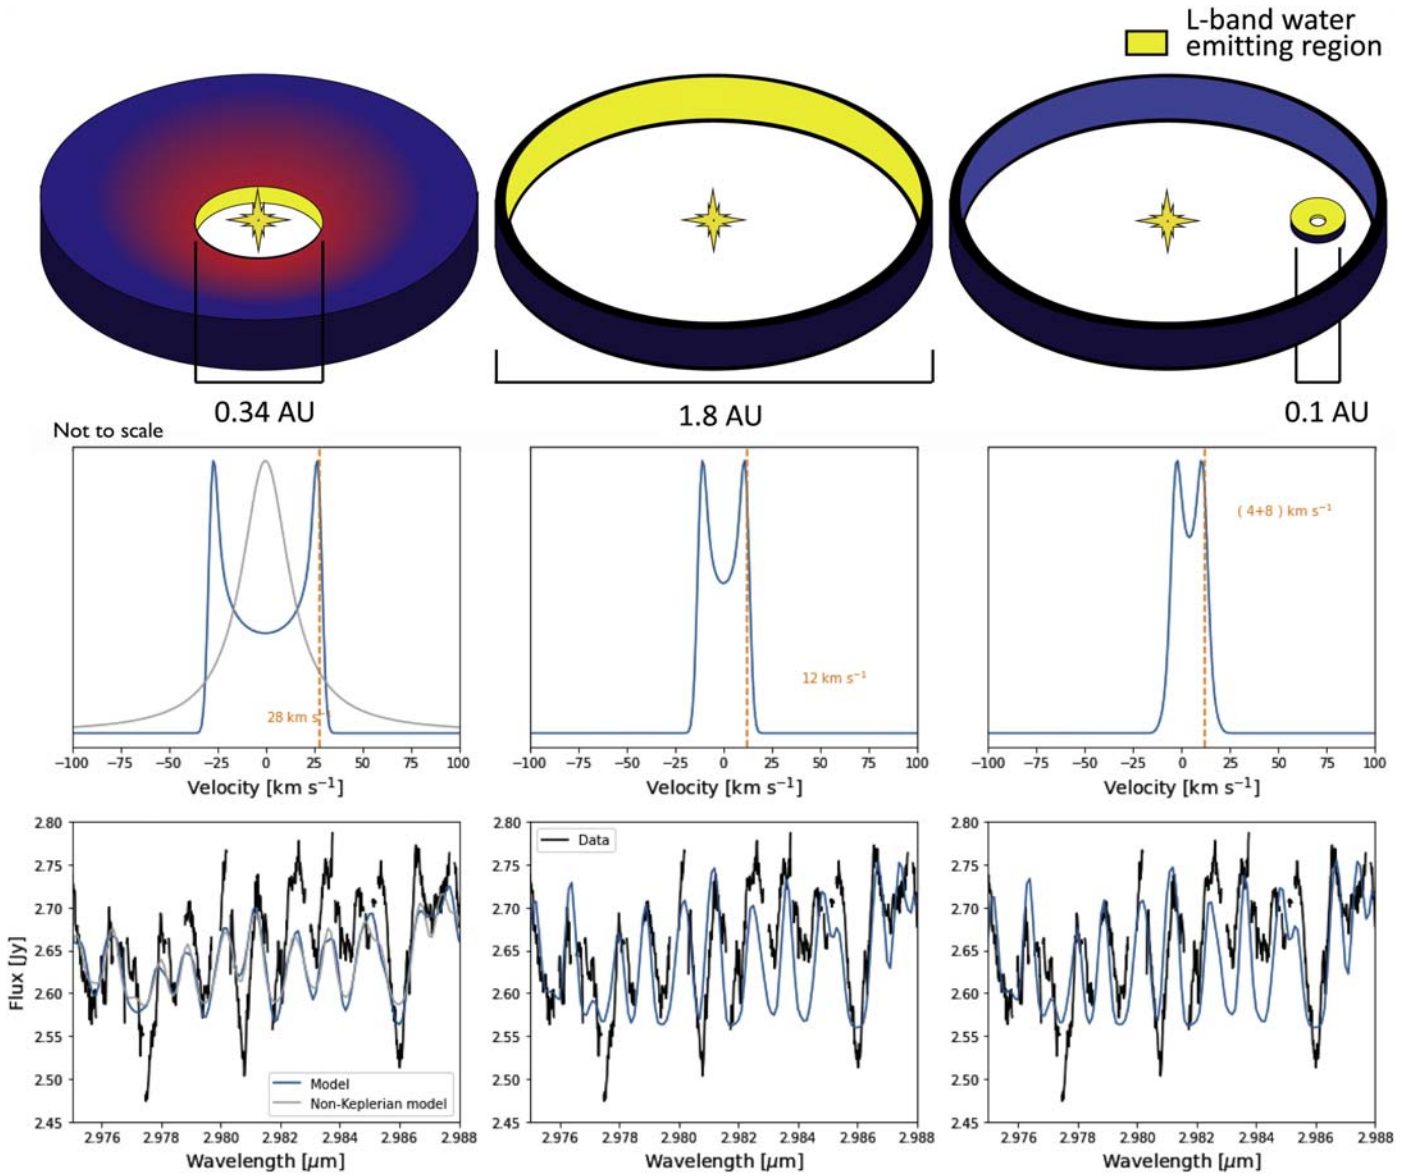 L-band water
emitting region
0.34 AU
1.8 AU
0.1 AU
Not to scale
28 km s⁻¹
12 km s⁻¹
( 4+8 ) km s⁻¹
−100 −75 −50 −25 0 25 50 75 100
−100 −75 −50 −25 0 25 50 75 100
−100 −75 −50 −25 0 25 50 75 100
Velocity [km s⁻¹]
Velocity [km s⁻¹]
Velocity [km s⁻¹]
Flux [Jy]
2.80
2.75
2.70
2.65
2.60
2.55
2.50
2.45
Model
Non-Keplerian model
2.976 2.978 2.980 2.982 2.984 2.986 2.988
Wavelength [μm]
2.80
2.75
2.70
2.65
2.60
2.55
2.50
2.45
Data
2.976 2.978 2.980 2.982 2.984 2.986 2.988
Wavelength [μm]
2.80
2.75
2.70
2.65
2.60
2.55
2.50
2.45
2.976 2.978 2.980 2.982 2.984 2.986 2.988
Wavelength [μm]